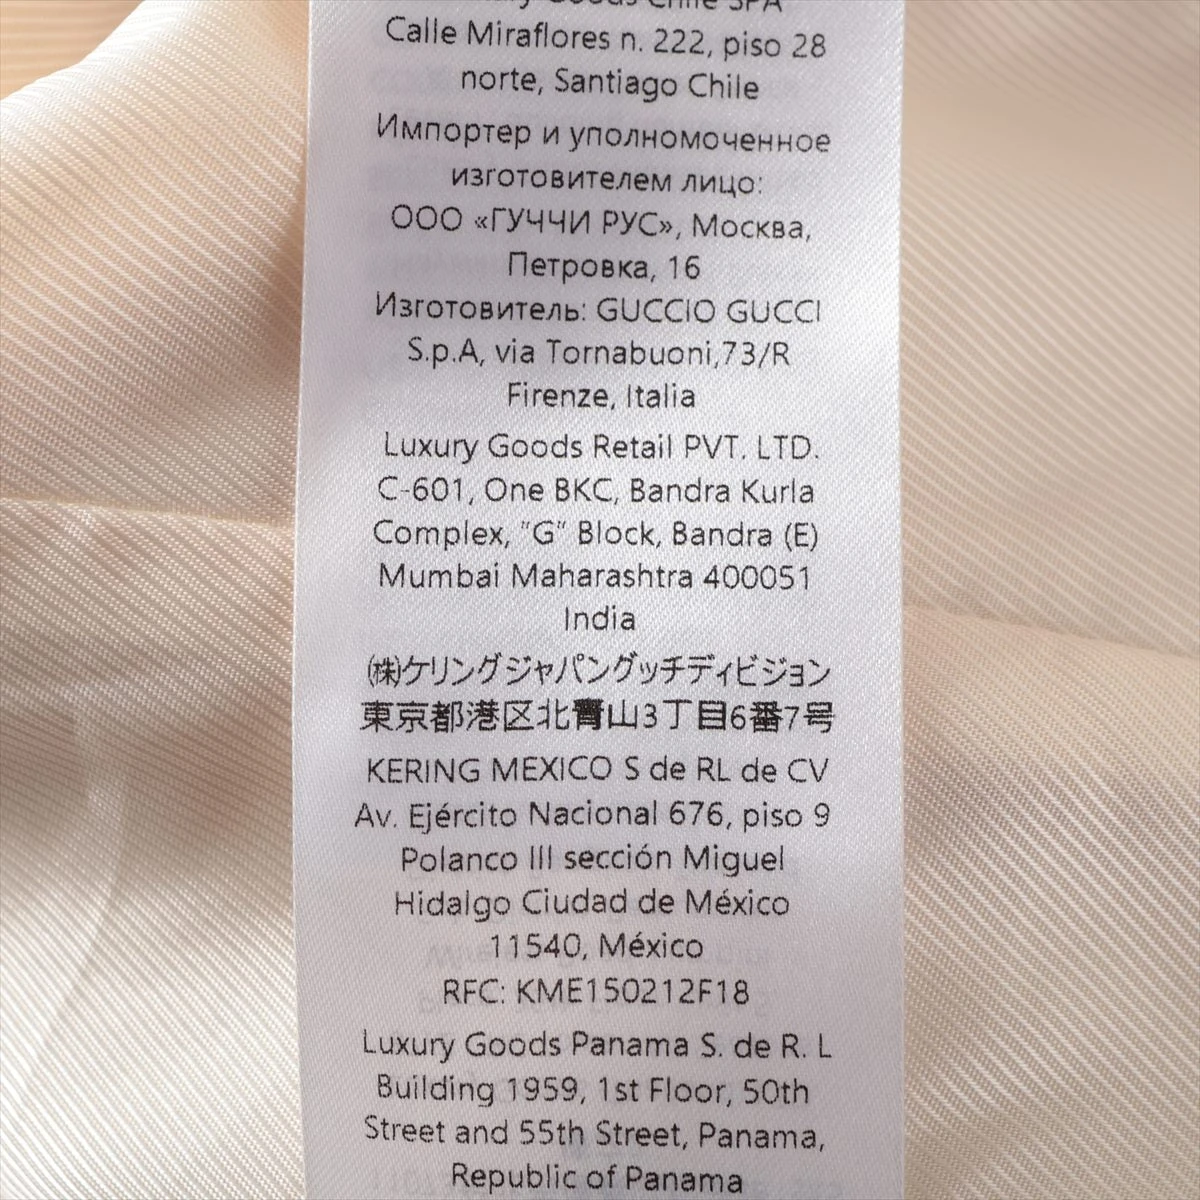 Goods Chile SPA
Calle Miraflores n. 222, piso 28
norte, Santiago Chile
Импортер и уполномоченное
изготовителем лицо:
ООО «ГУЧЧИ РУС», Москва,
Петровка, 16
Изготовитель: GUCCIO GUCCI
S.p.A, via Tornabuoni,73/R
Firenze, Italia
Luxury Goods Retail PVT. LTD.
C-601, One BKC, Bandra Kurla
Complex, "G" Block, Bandra (E)
Mumbai Maharashtra 400051
India
(株)ケリングジャパングッチディビジョン
東京都港区北青山3丁目6番7号
KERING MEXICO S de RL de CV
Av. Ejército Nacional 676, piso 9
Polanco III sección Miguel
Hidalgo Ciudad de México
11540, México
RFC: KME150212F18
Luxury Goods Panama S. de R. L
Building 1959, 1st Floor, 50th
Street and 55th Street, Panama,
Republic of Panama